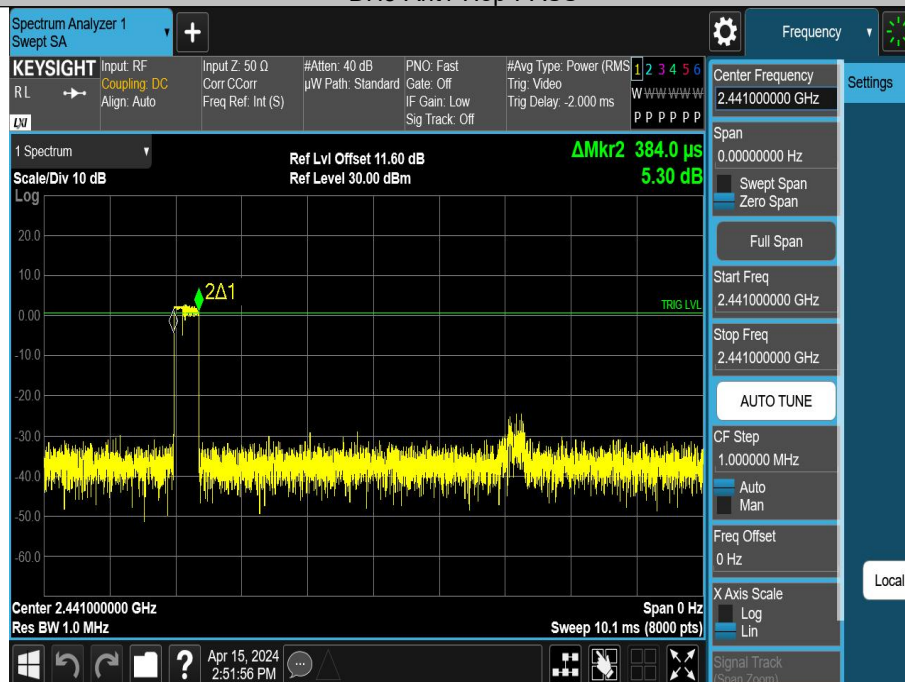 Spectrum Analyzer 1
Swept SA
+
Frequency
KEYSIGHT
RL
LXI
Input: RF
Coupling: DC
Align: Auto
Input Z: 50 Ω
Corr CCorr
Freq Ref: Int (S)
#Atten: 40 dB
µW Path: Standard
PNO: Fast
Gate: Off
IF Gain: Low
Sig Track: Off
#Avg Type: Power (RMS
Trig: Video
Trig Delay: -2.000 ms
1 2 3 4 5 6
W W W W W W
P P P P P P
1 Spectrum
Scale/Div 10 dB
Log
Ref Lvl Offset 11.60 dB
Ref Level 30.00 dBm
ΔMkr2 384.0 µs
5.30 dB
20.0
10.0
0.00
-10.0
-20.0
-30.0
-40.0
-50.0
-60.0
2Δ1
TRIG LVL
Center 2.441000000 GHz
Res BW 1.0 MHz
Span 0 Hz
Sweep 10.1 ms (8000 pts)
Center Frequency
2.441000000 GHz
Settings
Span
0.00000000 Hz
Swept Span
Zero Span
Full Span
Start Freq
2.441000000 GHz
Stop Freq
2.441000000 GHz
AUTO TUNE
CF Step
1.000000 MHz
Auto
Man
Freq Offset
0 Hz
X Axis Scale
Log
Lin
Local
Signal Track
(Span Zoom)
?
Apr 15, 2024
2:51:56 PM